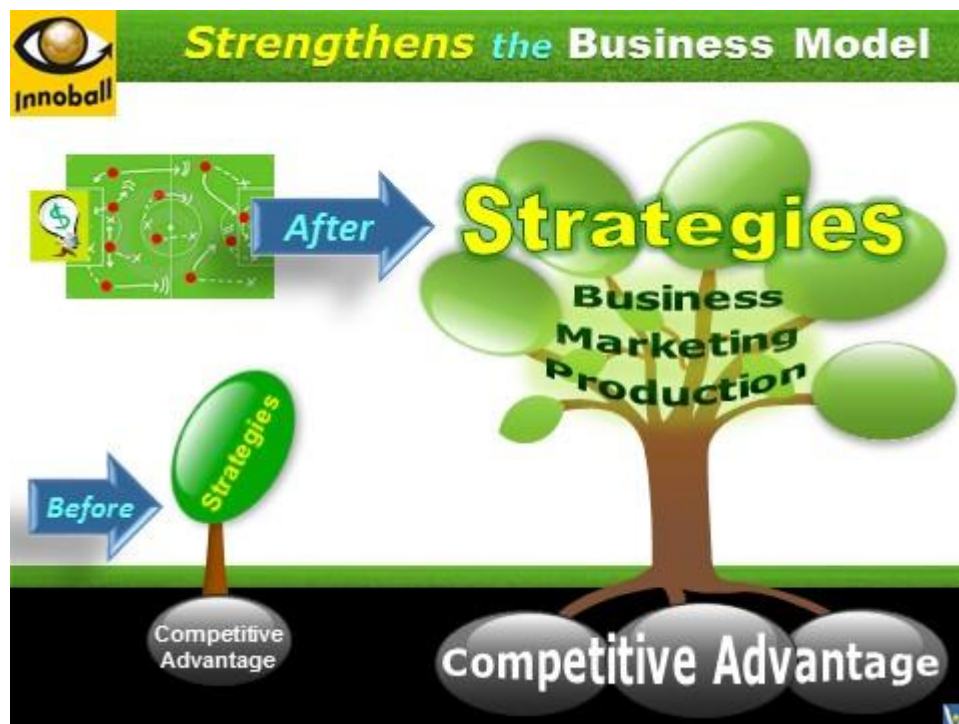 Innoball
Strengthens the Business Model
After
Strategies
Business
Marketing
Production
Before
Strategies
Competitive
Advantage
Competitive Advantage